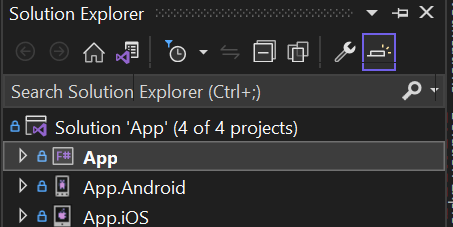 Solution Explorer
Search Solution Explorer (Ctrl+;)
Solution 'App' (4 of 4 projects)
F# App
App.Android
App.iOS